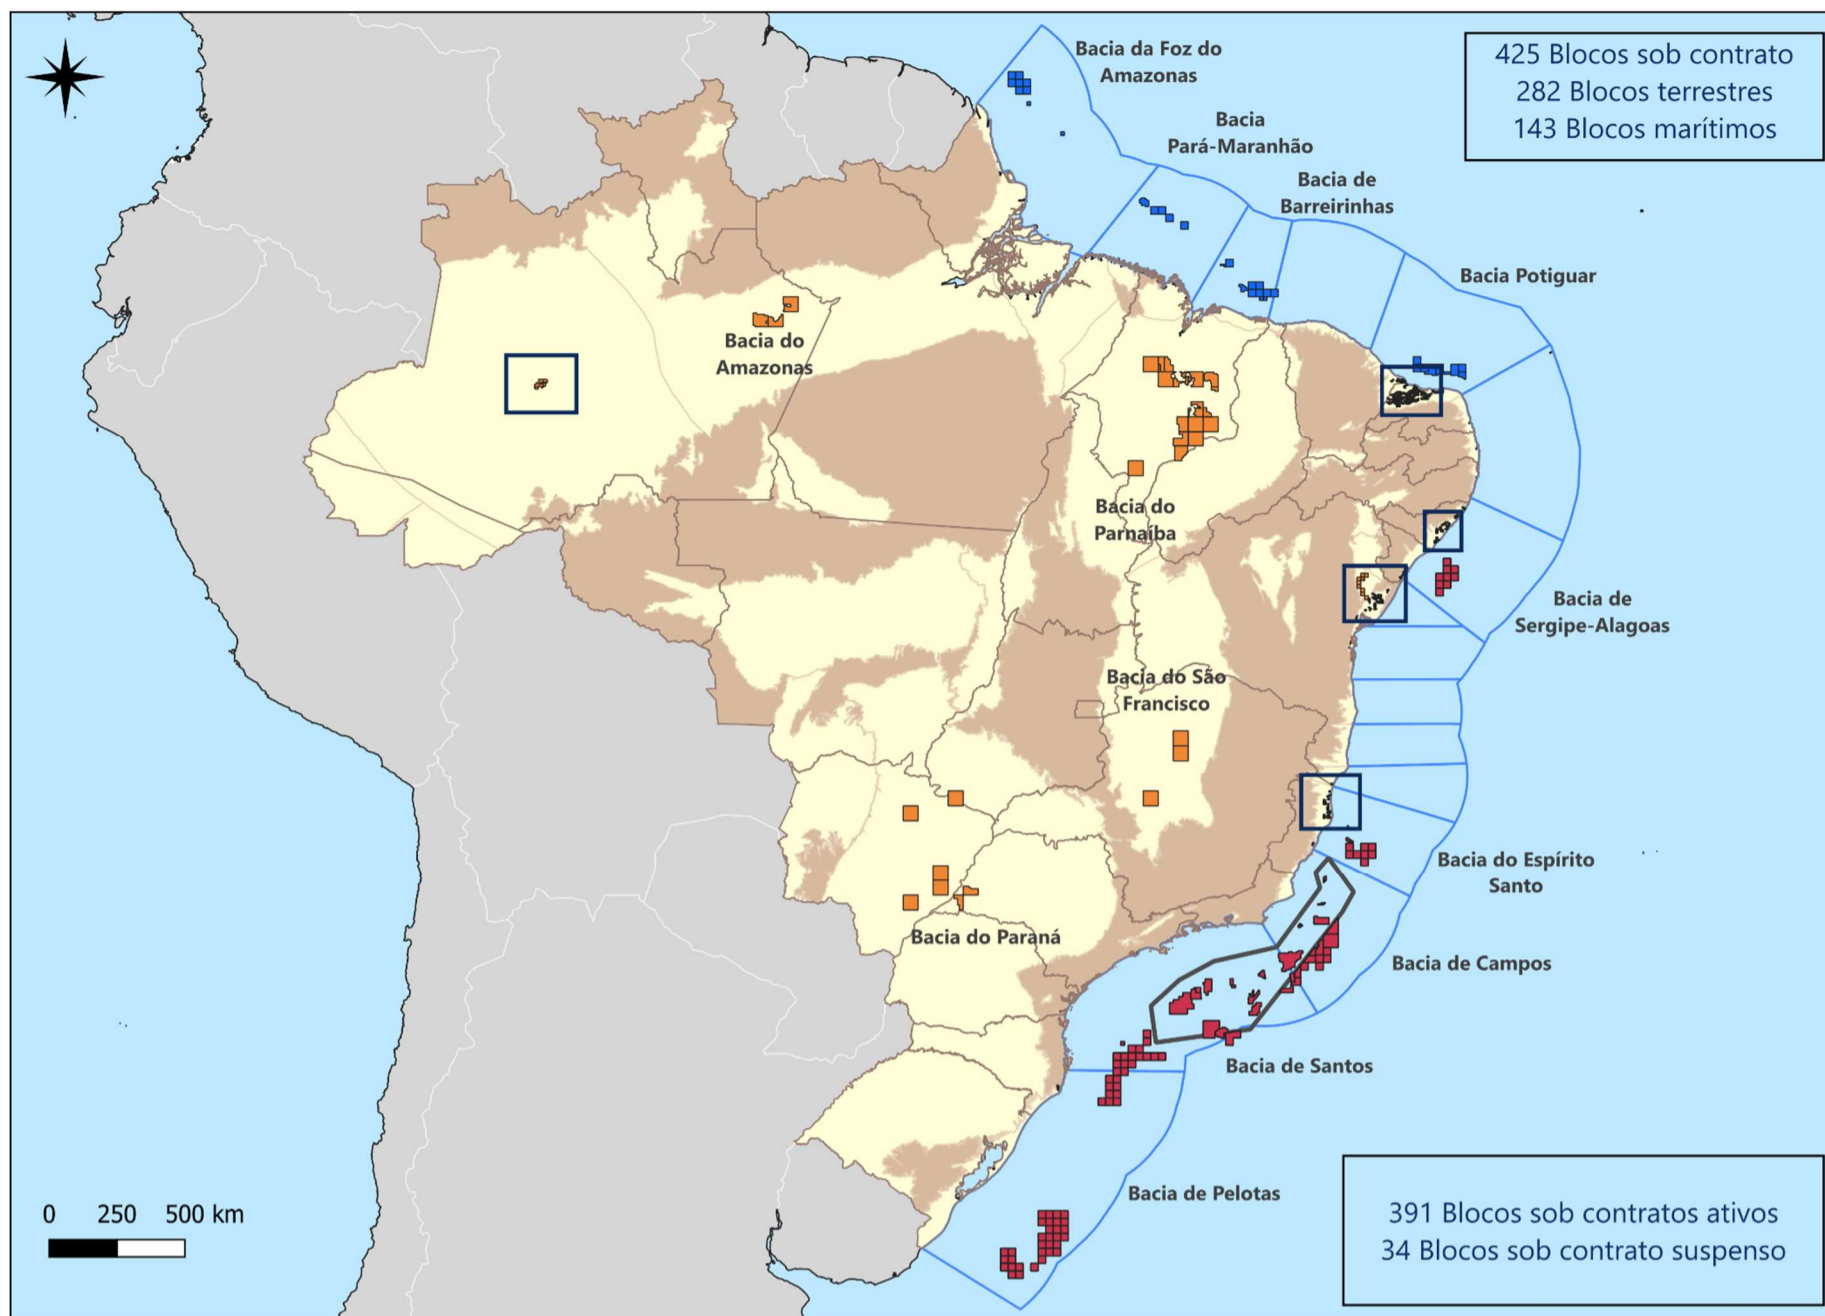 Bacia da Foz do
Amazonas
425 Blocos sob contrato
282 Blocos terrestres
143 Blocos marítimos
Bacia
Pará-Maranhão
Bacia de
Barreirinhas
Bacia Potiguar
Bacia do
Amazonas
Bacia do
Parnaíba
Bacia de
Sergipe-Alagoas
Bacia do São
Francisco
Bacia do Espírito
Santo
Bacia do Paraná
Bacia de Campos
Bacia de Santos
Bacia de Pelotas
0 250 500 km
391 Blocos sob contratos ativos
34 Blocos sob contrato suspenso